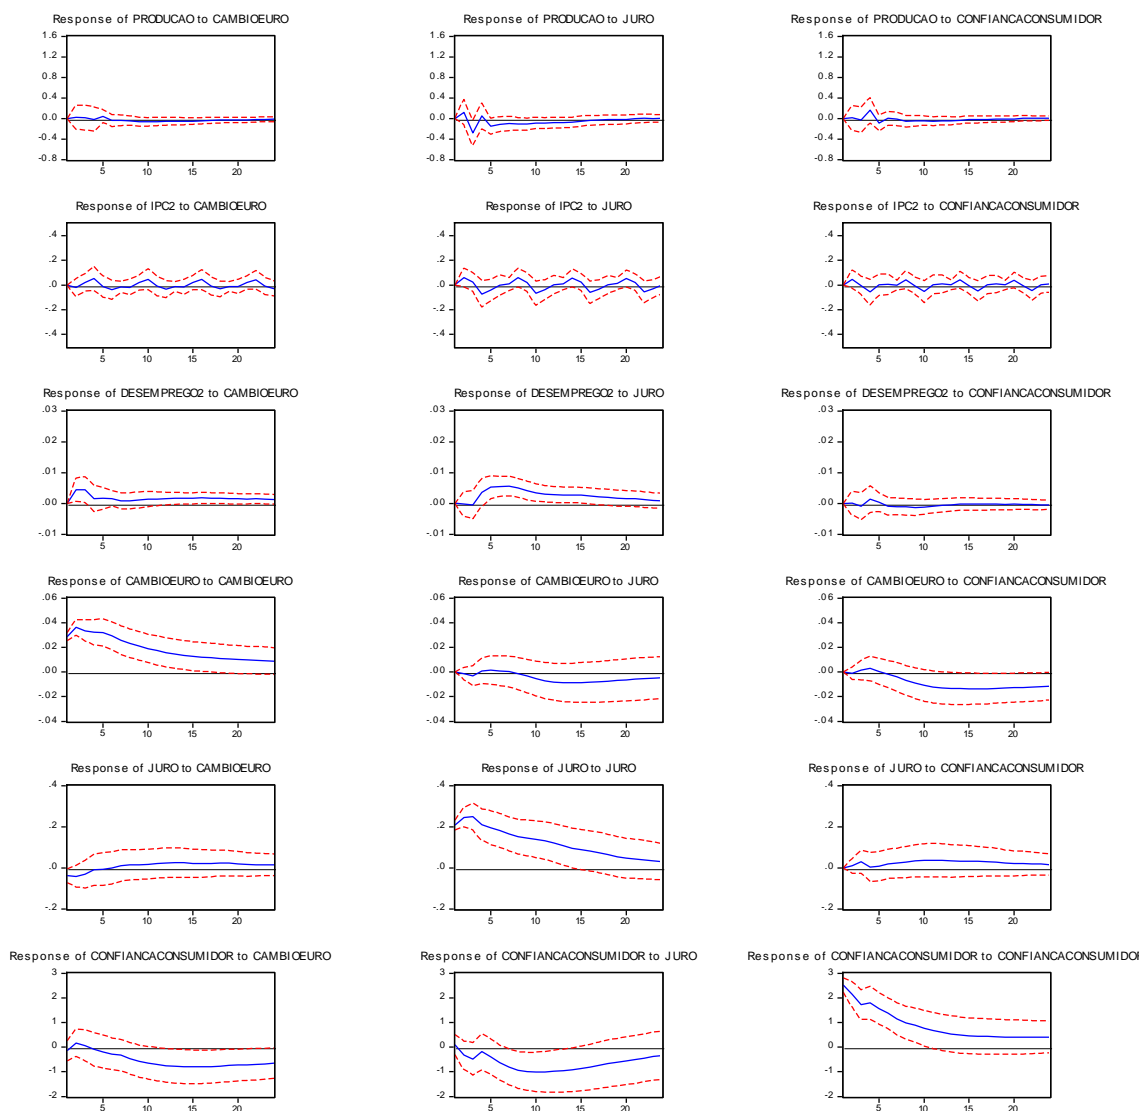 Response of PRODUCAO to CAMBIOEURO
Response of PRODUCAO to JURO
Response of PRODUCAO to CONFIANCACONSUMIDOR
1.6 1.6 1.6
1.2 1.2 1.2
0.8 0.8 0.8
0.4 0.4 0.4
0.0 0.0 0.0
-0.4 -0.4 -0.4
-0.8 -0.8 -0.8
5 10 15 20 5 10 15 20 5 10 15 20
Response of IPC2 to CAMBIOEURO
Response of IPC2 to JURO
Response of IPC2 to CONFIANCACONSUMIDOR
.4 .4 .4
.2 .2 .2
.0 .0 .0
-.2 -.2 -.2
-.4 -.4 -.4
5 10 15 20 5 10 15 20 5 10 15 20
Response of DESEMPREGO2 to CAMBIOEURO
Response of DESEMPREGO2 to JURO
Response of DESEMPREGO2 to CONFIANCACONSUMIDOR
.03 .03 .03
.02 .02 .02
.01 .01 .01
.00 .00 .00
-.01 -.01 -.01
5 10 15 20 5 10 15 20 5 10 15 20
Response of CAMBIOEURO to CAMBIOEURO
Response of CAMBIOEURO to JURO
Response of CAMBIOEURO to CONFIANCACONSUMIDOR
.06 .06 .06
.04 .04 .04
.02 .02 .02
.00 .00 .00
-.02 -.02 -.02
-.04 -.04 -.04
5 10 15 20 5 10 15 20 5 10 15 20
Response of JURO to CAMBIOEURO
Response of JURO to JURO
Response of JURO to CONFIANCACONSUMIDOR
.4 .4 .4
.2 .2 .2
.0 .0 .0
-.2 -.2 -.2
5 10 15 20 5 10 15 20 5 10 15 20
Response of CONFIANCACONSUMIDOR to CAMBIOEURO
Response of CONFIANCACONSUMIDOR to JURO
Response of CONFIANCACONSUMIDOR to CONFIANCACONSUMIDOR
3 3 3
2 2 2
1 1 1
0 0 0
-1 -1 -1
-2 -2 -2
5 10 15 20 5 10 15 20 5 10 15 20